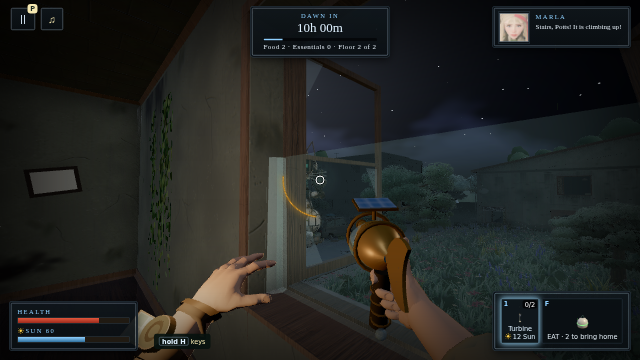 P
DAWN IN
10h 00m
Food 2 · Essentials 0 · Floor 2 of 2
MARLA
Stairs, Potts! It is climbing up!
HEALTH
SUN 60
hold H keys
1 0/2
Turbine
12 Sun
F
EAT · 2 to bring home